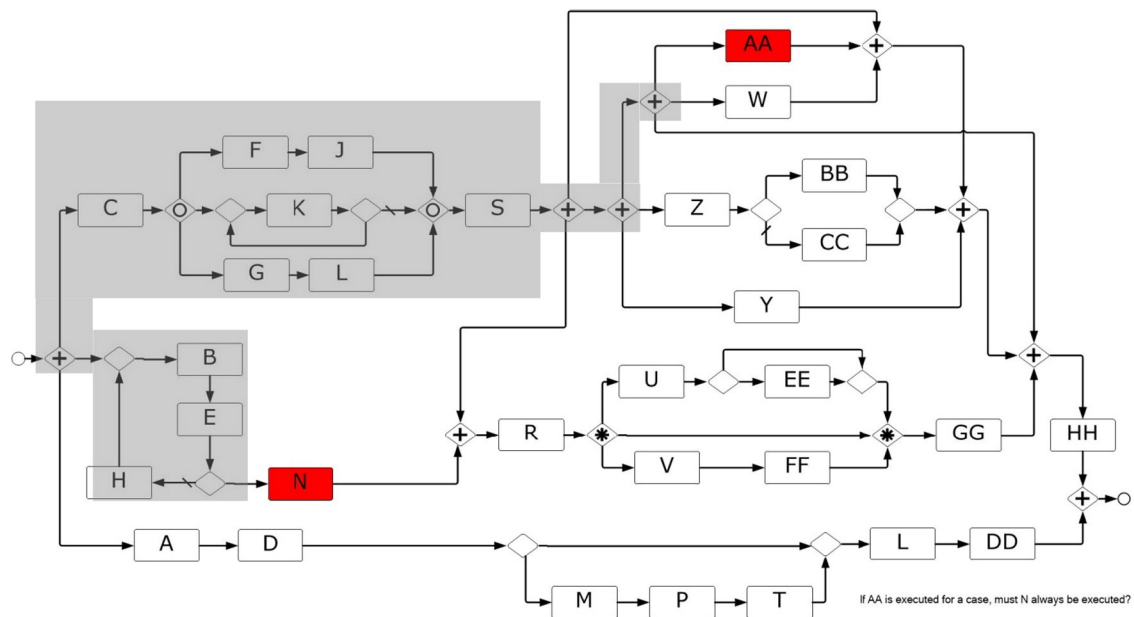 AA
W
F
J
BB
C
K
S
Z
CC
G
L
Y
B
U
EE
E
R
GG
HH
V
FF
H
N
A
D
L
DD
M
P
T
If AA is executed for a case, must N always be executed?